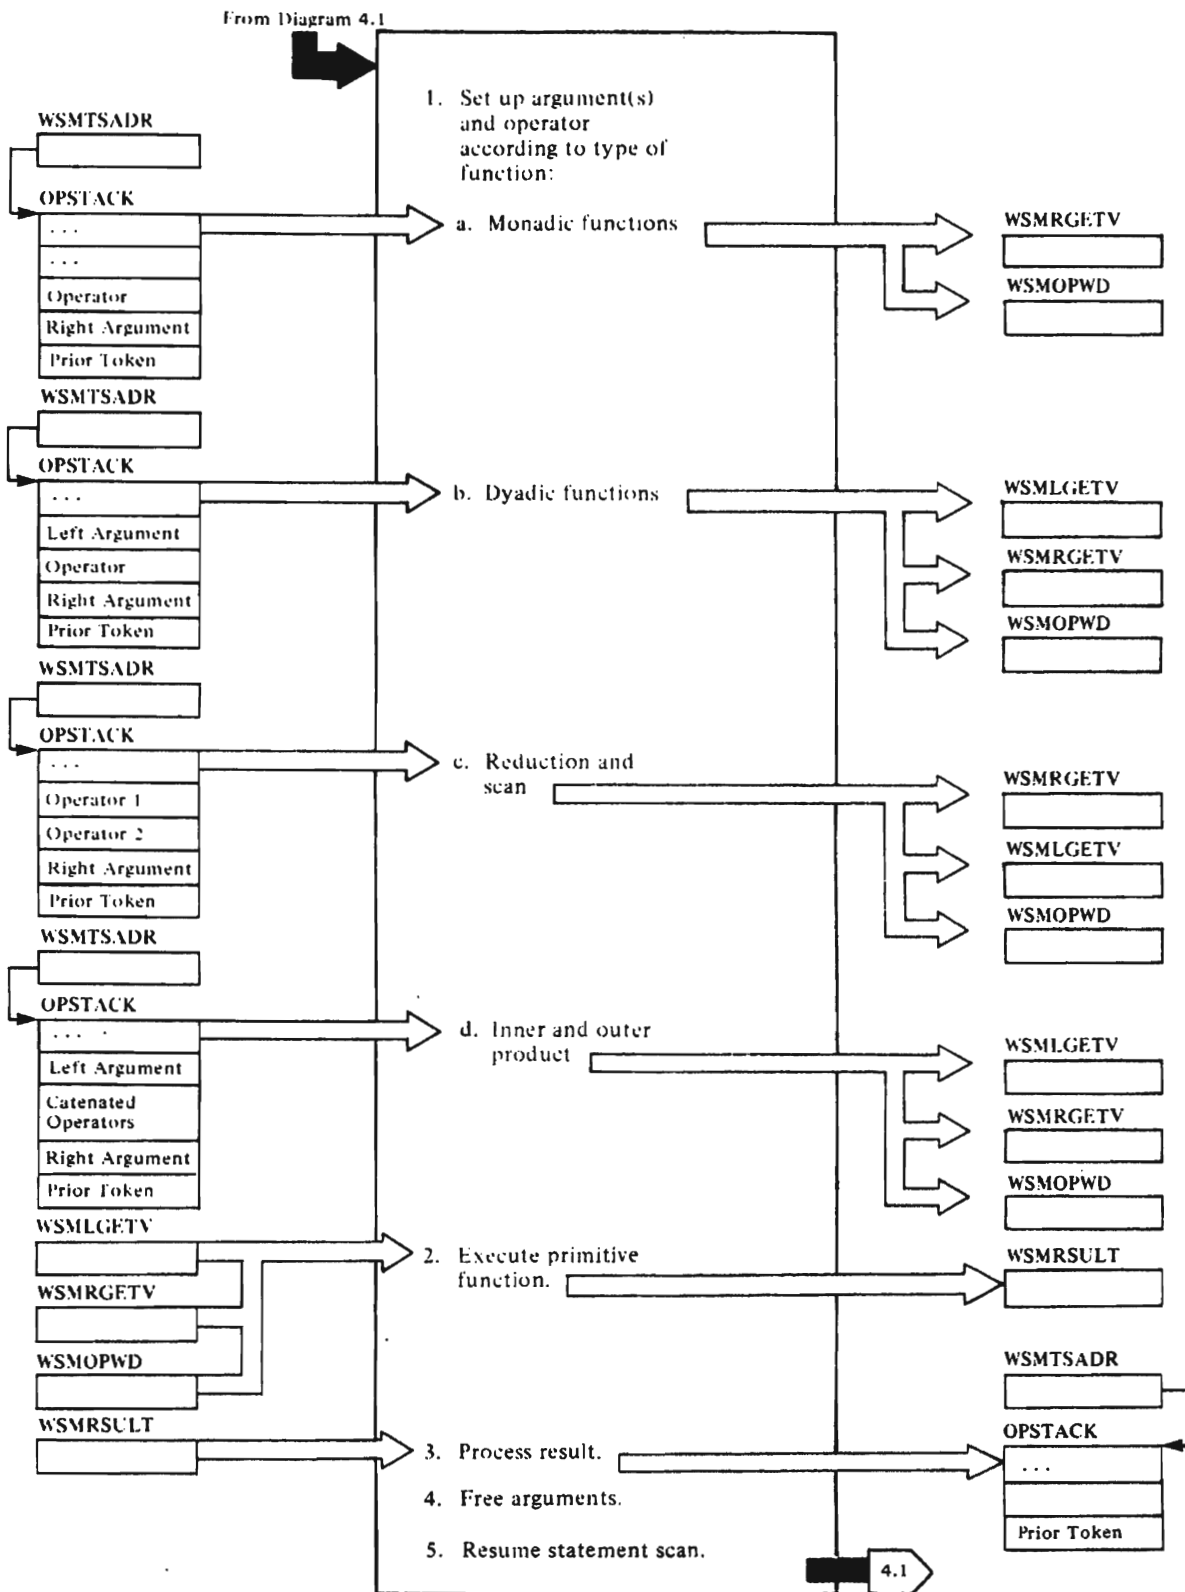 From Diagram 4.1
1. Set up argument(s)
and operator
according to type of
function:
WSMTSADR
OPSTACK
. . .
. . .
Operator
Right Argument
Prior Token
a. Monadic functions
WSMRGETV
WSMOPWD
WSMTSADR
OPSTACK
. . .
Left Argument
Operator
Right Argument
Prior Token
b. Dyadic functions
WSMLGETV
WSMRGETV
WSMOPWD
WSMTSADR
OPSTACK
. . .
Operator 1
Operator 2
Right Argument
Prior Token
c. Reduction and
scan
WSMRGETV
WSMLGETV
WSMOPWD
WSMTSADR
OPSTACK
. . .
Left Argument
Catenated
Operators
Right Argument
Prior Token
d. Inner and outer
product
WSMLGETV
WSMRGETV
WSMOPWD
WSMLGETV
WSMRGETV
WSMOPWD
2. Execute primitive
function.
WSMRSULT
WSMRSULT
3. Process result.
WSMTSADR
OPSTACK
. . .
Prior Token
4. Free arguments.
5. Resume statement scan.
4.1